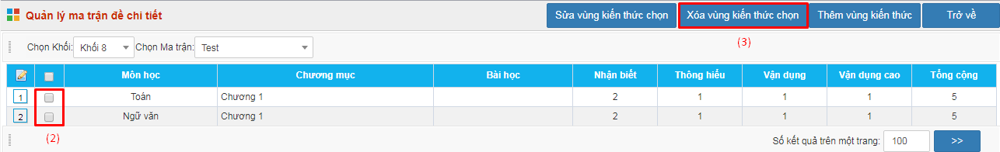 Quản lý ma trận đề chi tiết
Sửa vùng kiến thức chọn Xóa vùng kiến thức chọn Thêm vùng kiến thức Trở về
(3)
Chọn Khối: Khối 8 Chọn Ma trận: Test
Môn học Chương mục Bài học Nhận biết Thông hiểu Vận dụng Vận dụng cao Tổng cộng
1 Toán Chương 1 2 1 1 1 5
2 Ngữ văn Chương 1 2 1 1 1 5
(2)
Số kết quả trên một trang: 100 >>